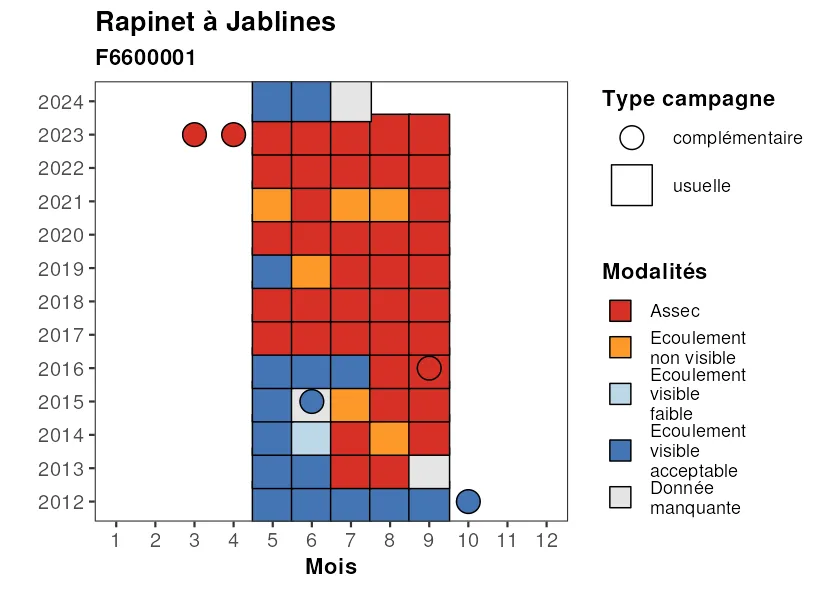 Rapinet à Jablines
F6600001
2024
2023
2022
2021
2020
2019
2018
2017
2016
2015
2014
2013
2012
1 2 3 4 5 6 7 8 9 10 11 12
Mois
Type campagne
complémentaire
usuelle
Modalités
Assec
Ecoulement
non visible
Ecoulement
visible
faible
Ecoulement
visible
acceptable
Donnée
manquante